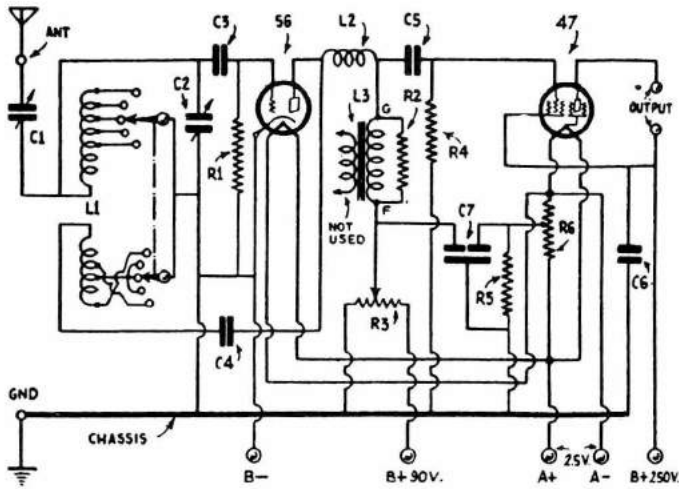 C3
56
L2
C5
47
ANT
C1
C2
L3
G
R2
R1
R4
OUTPUT
L1
NOT
USED
F
C7
R6
R5
C6
R3
C4
GND
CHASSIS
B-
B+90V.
A+
2.5V.
A-
B+250V.